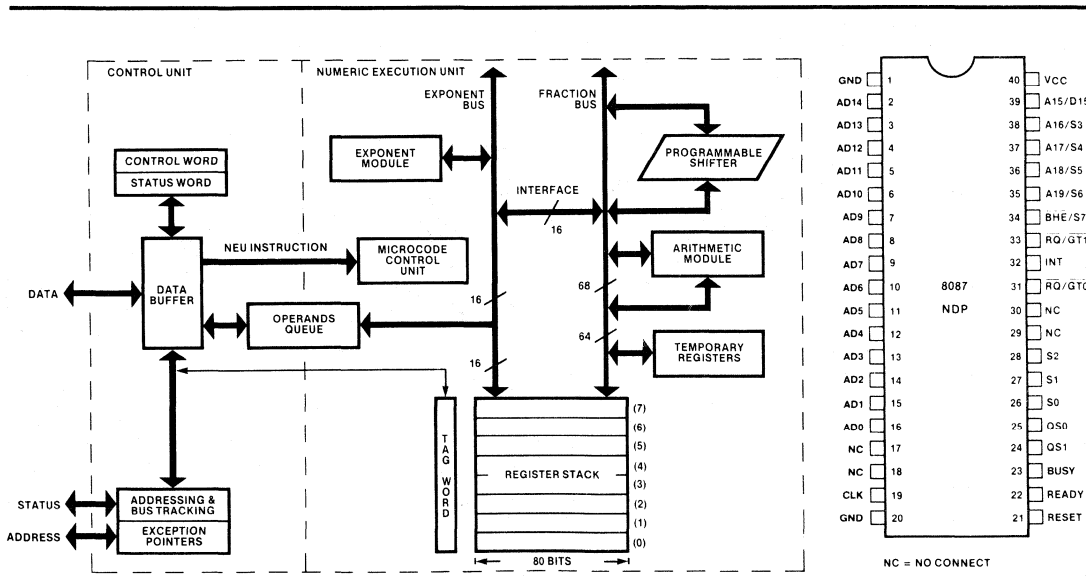 CONTROL UNIT
NUMERIC EXECUTION UNIT
EXPONENT
BUS
FRACTION
BUS
CONTROL WORD
STATUS WORD
EXPONENT
MODULE
PROGRAMMABLE
SHIFTER
INTERFACE
16
NEU INSTRUCTION
MICROCODE
CONTROL
UNIT
ARITHMETIC
MODULE
DATA
DATA
BUFFER
16
68
OPERANDS
QUEUE
64
16
TEMPORARY
REGISTERS
TAG WORD
(7)
(6)
(5)
(4)
REGISTER STACK
(3)
(2)
(1)
(0)
80 BITS
STATUS
ADDRESSING &
BUS TRACKING
ADDRESS
EXCEPTION
POINTERS
GND 1 40 VCC
AD14 2 39 A15/D15
AD13 3 38 A16/S3
AD12 4 37 A17/S4
AD11 5 36 A18/S5
AD10 6 35 A19/S6
AD9 7 34 BHE/S7
AD8 8 33 RQ/GT1
AD7 9 32 INT
AD6 10 31 RQ/GT0
AD5 11 30 NC
AD4 12 29 NC
AD3 13 28 S2
AD2 14 27 S1
AD1 15 26 S0
AD0 16 25 QS0
NC 17 24 QS1
NC 18 23 BUSY
CLK 19 22 READY
GND 20 21 RESET
8087
NDP
NC = NO CONNECT